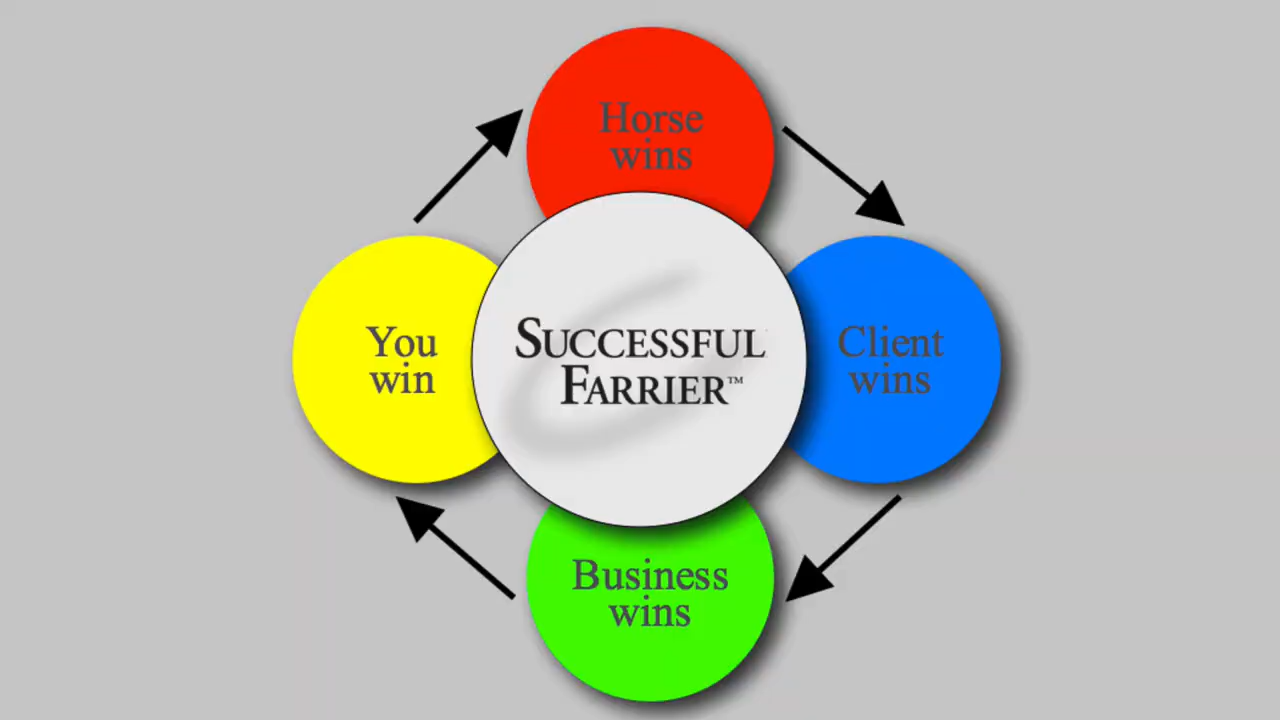 Horse
wins
You
win
SUCCESSFUL
FARRIER™
Client
wins
Business
wins